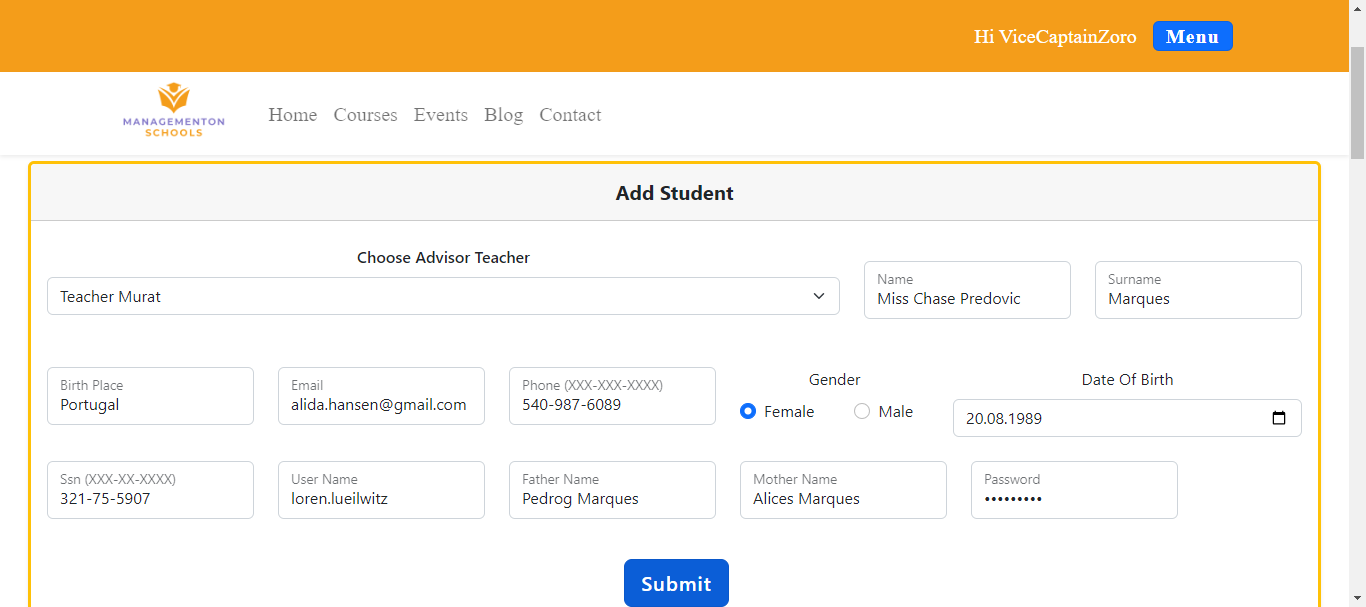 Hi ViceCaptainZoro Menu
MANAGEMENTON
SCHOOLS
Home Courses Events Blog Contact
Add Student
Choose Advisor Teacher
Teacher Murat
Name
Miss Chase Predovic
Surname
Marques
Birth Place
Portugal
Email
alida.hansen@gmail.com
Phone (XXX-XXX-XXXX)
540-987-6089
Gender
Female Male
Date Of Birth
20.08.1989
Ssn (XXX-XX-XXXX)
321-75-5907
User Name
loren.lueilwitz
Father Name
Pedrog Marques
Mother Name
Alices Marques
Password
•••••••••
Submit